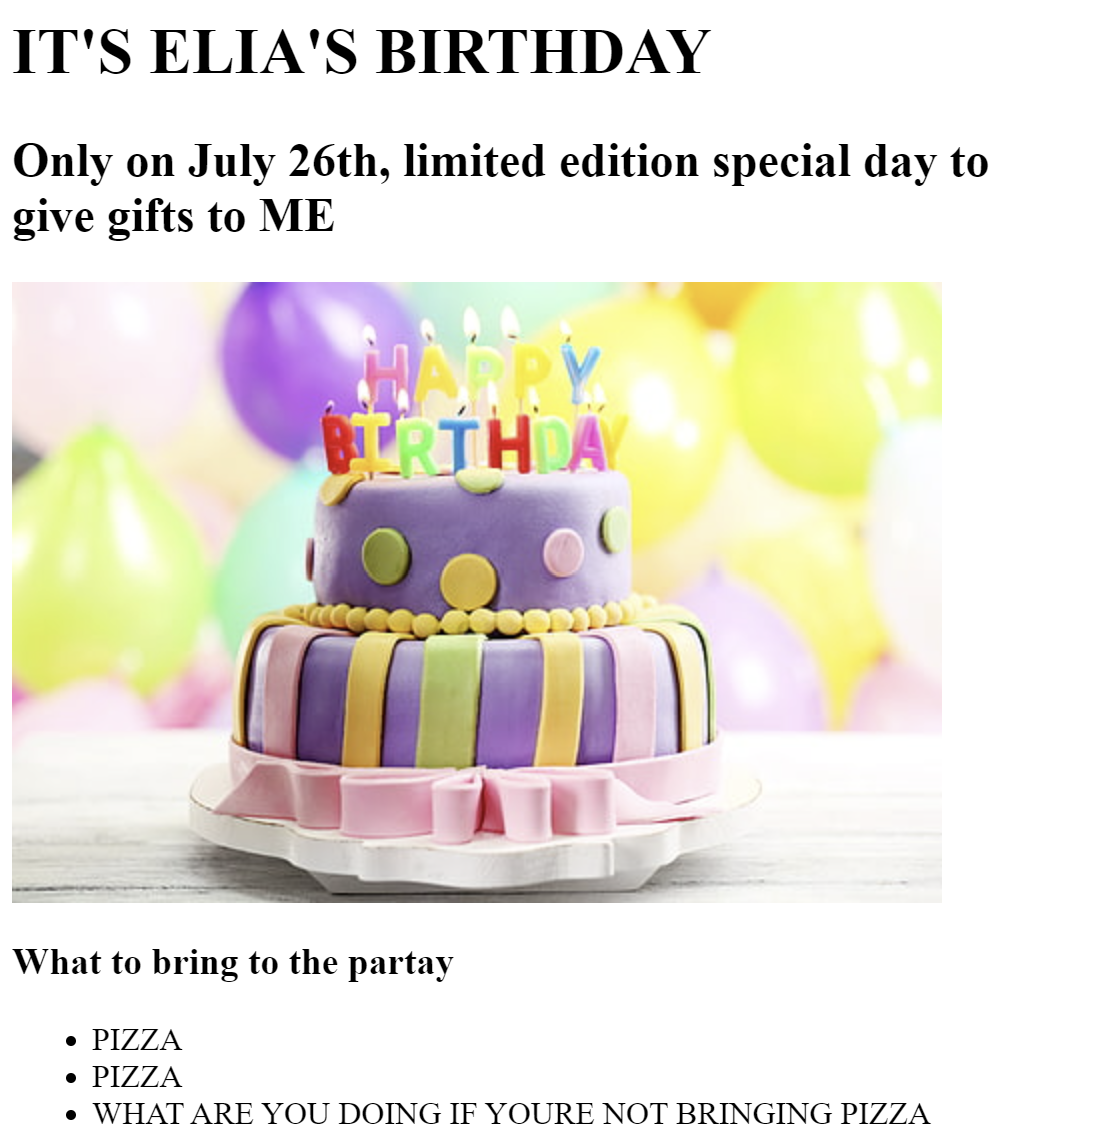 IT'S ELIA'S BIRTHDAY
Only on July 26th, limited edition special day to
give gifts to ME
HAPPY
BIRTHDAY
What to bring to the partay
PIZZA
PIZZA
WHAT ARE YOU DOING IF YOURE NOT BRINGING PIZZA